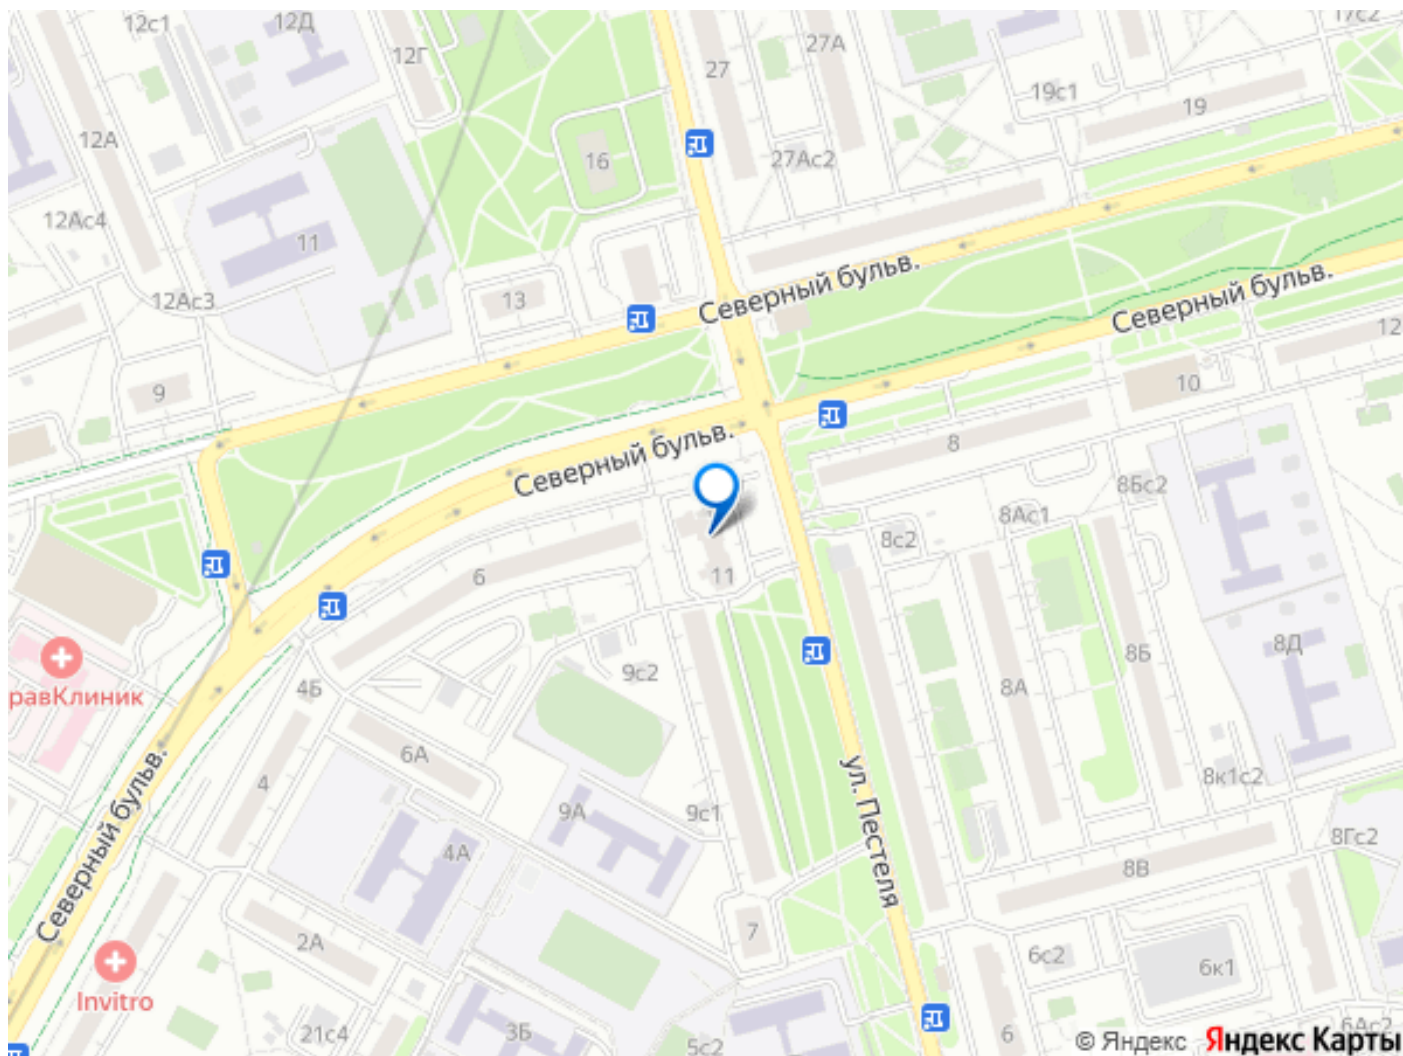 12с1
12Д
12Г
27
27А
17с2
19с1
19
12А
16
27Ас2
12Ас4
11
12Ас3
13
Северный бульв.
Северный бульв.
9
10
12
Северный бульв.
8
8Бс2
8Ас1
8с2
6
11
9с2
8Б
8Д
равКлиник
4Б
8А
6А
4
ул. Пестеля
8к1с2
9А
9с1
4А
8Гс2
8В
Северный бульв.
2А
7
6с2
6к1
Invitro
21с4
3Б
5с2
6
6Ас2
© Яндекс
Яндекс Карты